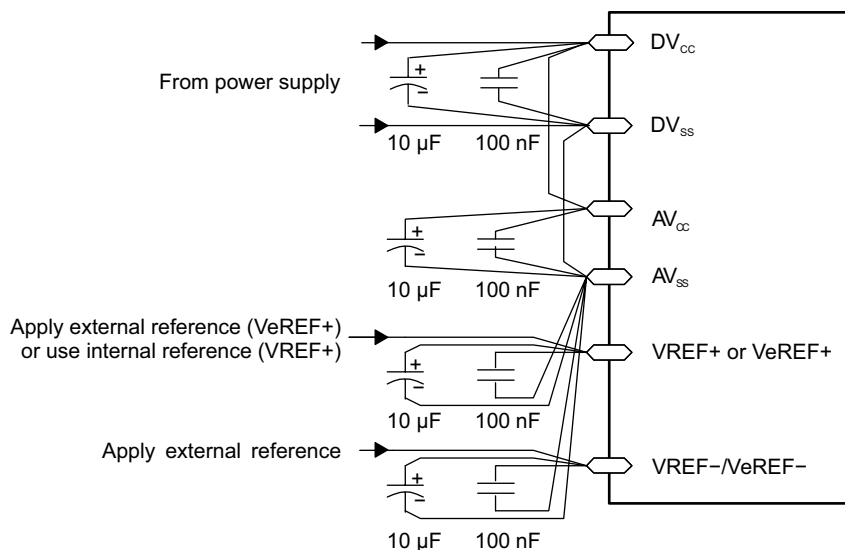 DVcc
+
−
From power supply
DVss
10 μF 100 nF
AVcc
+
−
AVss
10 μF 100 nF
Apply external reference (VeREF+)
or use internal reference (VREF+)
VREF+ or VeREF+
+
−
10 μF 100 nF
Apply external reference
VREF−/VeREF−
+
−
10 μF 100 nF